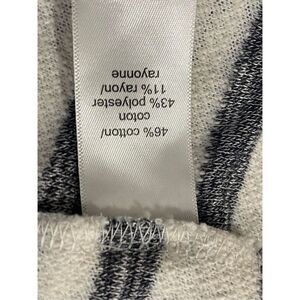 46% cotton/
coton
43% polyester
11% rayon/
rayonne